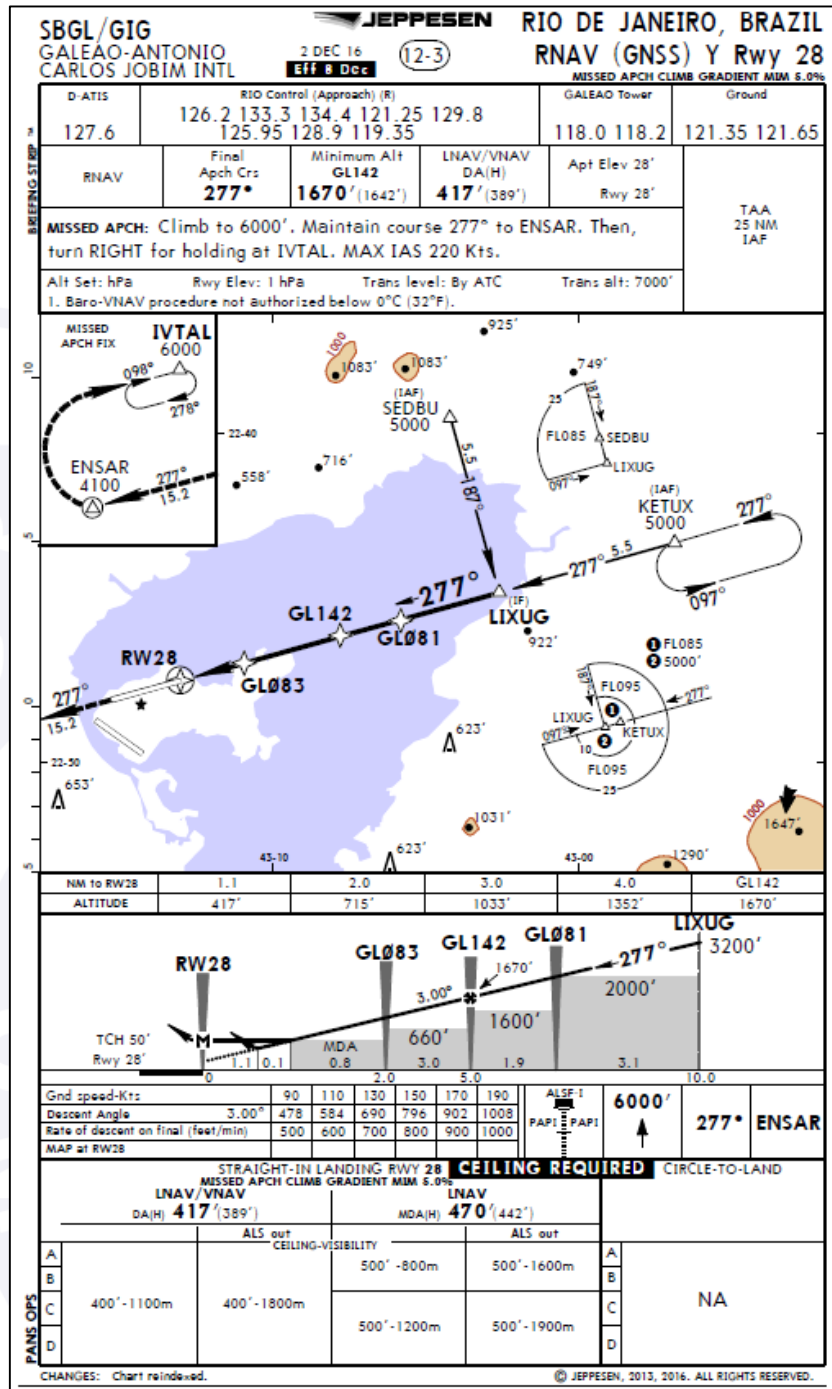 JEPPESEN
SBGL/GIG
GALEAO-ANTONIO
CARLOS JOBIM INTL
2 DEC 16
Eff 8 Dec
12-3
RIO DE JANEIRO, BRAZIL
RNAV (GNSS) Y Rwy 28
MISSED APCH CLIMB GRADIENT MIM 5.0%
BRIEFING STRIP ™
D-ATIS
127.6
RIO Control (Approach) (R)
126.2 133.3 134.4 121.25 129.8
125.95 128.9 119.35
GALEAO Tower
118.0 118.2
Ground
121.35 121.65
RNAV
Final
Apch Crs
277°
Minimum Alt
GL142
1670'(1642')
LNAV/VNAV
DA(H)
417'(389')
Apt Elev 28'
Rwy 28'
TAA
25 NM
IAF
MISSED APCH: Climb to 6000'. Maintain course 277° to ENSAR. Then,
turn RIGHT for holding at IVTAL. MAX IAS 220 Kts.
Alt Set: hPa Rwy Elev: 1 hPa Trans level: By ATC Trans alt: 7000'
1. Baro-VNAV procedure not authorized below 0°C (32°F).
MISSED
APCH FIX
IVTAL
6000
098°
278°
ENSAR
4100
277°
15.2
10
5
0
5
1000
1083'
1083'
925'
749'
(IAF)
SEDBU
5000
22-40
716'
558'
5.5
187°
25
187°
FL085
SEDBU
LIXUG
097°
(IAF)
KETUX
5000
277°
277° 5.5
097°
277°
(IF)
LIXUG
GL142
GLØ81
RW28
GLØ83
922'
277°
15.2
1 FL085
2 5000'
187°
FL095
277°
LIXUG
1
KETUX
097°
10
2
FL095
25
22-50
653'
623'
1031'
623'
43-10
43-00
1290'
1000
1647'
NM to RW28 1.1 2.0 3.0 4.0 GL142
ALTITUDE 417' 715' 1033' 1352' 1670'
LIXUG
GLØ81
GL142
GLØ83
RW28
277°
3200'
1670'
3.00°
2000'
1600'
660'
TCH 50'
Rwy 28'
M
MDA
1.1 0.1 0.8 3.0 1.9 3.1
0 2.0 5.0 10.0
Gnd speed-Kts 90 110 130 150 170 190
Descent Angle 3.00° 478 584 690 796 902 1008
Rate of descent on final (feet/min) 500 600 700 800 900 1000
MAP at RW28
ALSF-I
PAPI PAPI
6000'
277°
ENSAR
STRAIGHT-IN LANDING RWY 28 CEILING REQUIRED CIRCLE-TO-LAND
MISSED APCH CLIMB GRADIENT MIM 5.0%
LNAV/VNAV
DA(H) 417'(389')
LNAV
MDA(H) 470'(442')
ALS out
ALS out
CEILING-VISIBILITY
A
B
C
D
400'-1100m
400'-1800m
500'-800m
500'-1600m
500'-1200m
500'-1900m
A
B
C
D
NA
PANS OPS
CHANGES: Chart reindexed.
© JEPPESEN, 2013, 2016. ALL RIGHTS RESERVED.